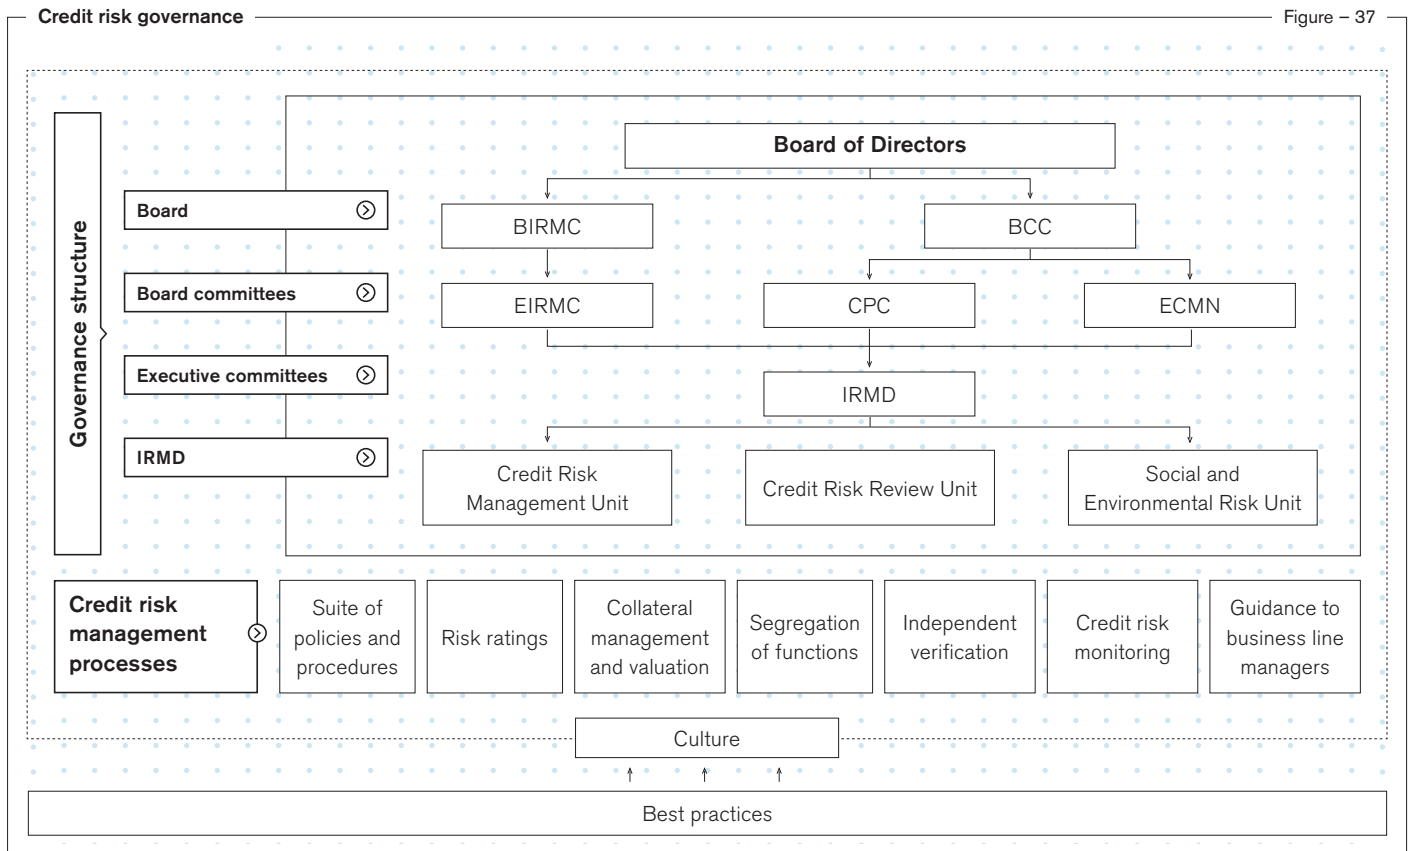 Credit risk governance
Figure – 37
Governance structure
Board
Board committees
Executive committees
IRMD
Board of Directors
BIRMC
BCC
EIRMC
CPC
ECMN
IRMD
Credit Risk
Management Unit
Credit Risk Review Unit
Social and
Environmental Risk Unit
Credit risk
management
processes
Suite of
policies and
procedures
Risk ratings
Collateral
management
and valuation
Segregation
of functions
Independent
verification
Credit risk
monitoring
Guidance to
business line
managers
Culture
Best practices